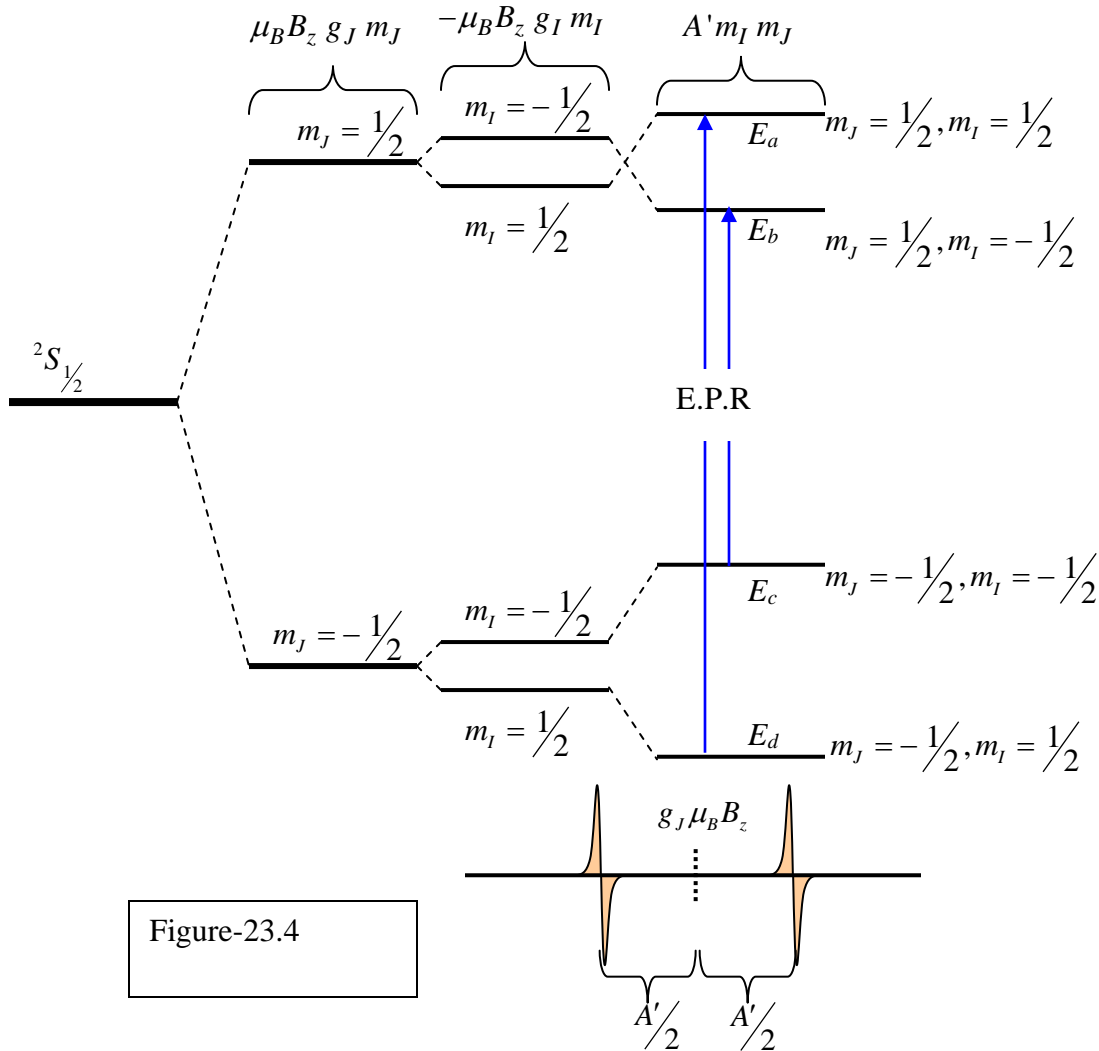 μ_B B_z g_J m_J
−μ_B B_z g_I m_I
A' m_I m_J
m_J = 1/2
m_I = − 1/2
E_a
m_J = 1/2, m_I = 1/2
m_I = 1/2
E_b
m_J = 1/2, m_I = − 1/2
²S_{1/2}
E.P.R
m_J = − 1/2
m_I = − 1/2
E_c
m_J = − 1/2, m_I = − 1/2
m_I = 1/2
E_d
m_J = − 1/2, m_I = 1/2
g_J μ_B B_z
Figure-23.4
A'/2
A'/2